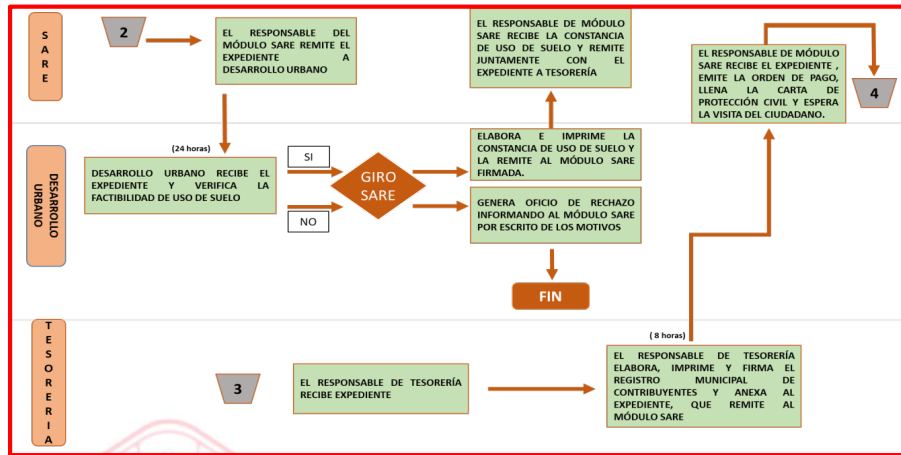 SARE
2
EL RESPONSABLE DEL
MÓDULO SARE REMITE EL
EXPEDIENTE A
DESARROLLO URBANO
EL RESPONSABLE DE MÓDULO
SARE RECIBE LA CONSTANCIA
DE USO DE SUELO Y REMITE
JUNTAMENTE CON EL
EXPEDIENTE A TESORERÍA
EL RESPONSABLE DE MÓDULO
SARE RECIBE EL EXPEDIENTE ,
EMITE LA ORDEN DE PAGO,
LLENA LA CARTA DE
PROTECCIÓN CIVIL Y ESPERA
LA VISITA DEL CIUDADANO.
4
DESARROLLO
URBANO
(24 horas)
DESARROLLO URBANO RECIBE EL
EXPEDIENTE Y VERIFICA LA
FACTIBILIDAD DE USO DE SUELO
SI
NO
GIRO
SARE
ELABORA E IMPRIME LA
CONSTANCIA DE USO DE SUELO Y
LA REMITE AL MÓDULO SARE
FIRMADA.
GENERA OFICIO DE RECHAZO
INFORMANDO AL MÓDULO SARE
POR ESCRITO DE LOS MOTIVOS
FIN
TESORERIA
3
EL RESPONSABLE DE TESORERÍA
RECIBE EXPEDIENTE
( 8 horas)
EL RESPONSABLE DE TESORERÍA
ELABORA, IMPRIME Y FIRMA EL
REGISTRO MUNICIPAL DE
CONTRIBUYENTES Y ANEXA AL
EXPEDIENTE, QUE REMITE AL
MÓDULO SARE